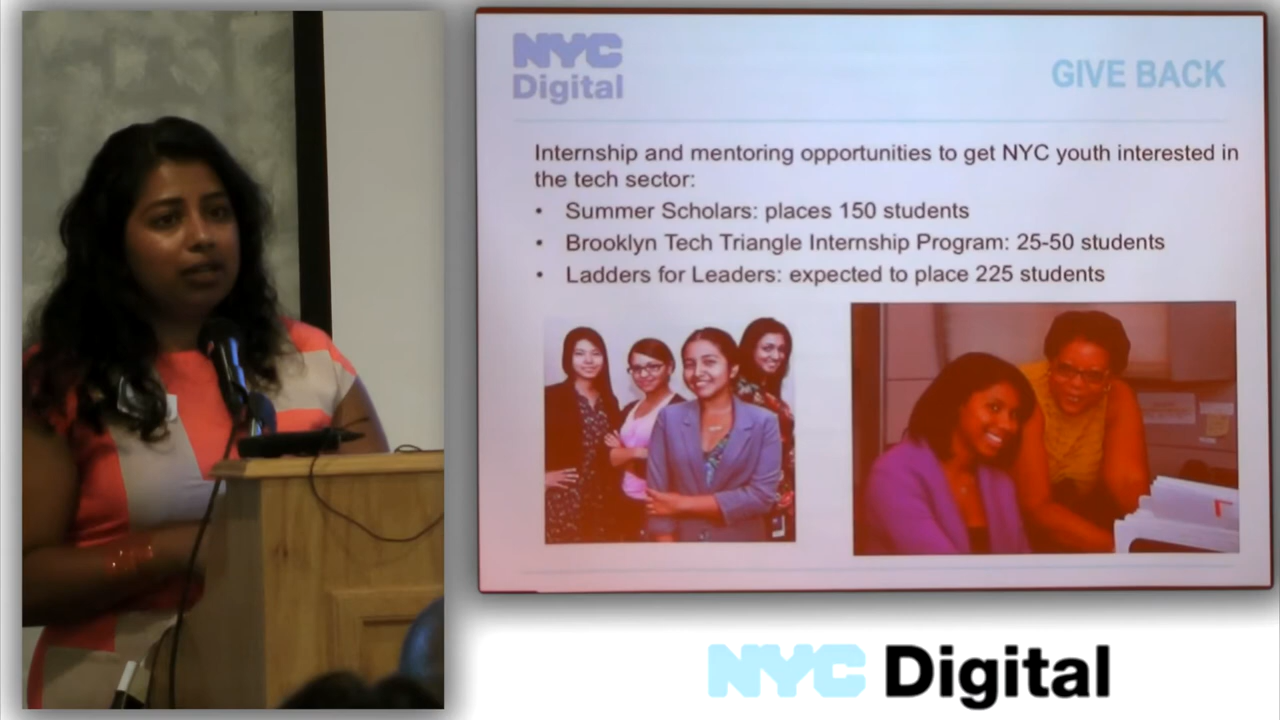 NYC
Digital
GIVE BACK
Internship and mentoring opportunities to get NYC youth interested in
the tech sector:
• Summer Scholars: places 150 students
• Brooklyn Tech Triangle Internship Program: 25-50 students
• Ladders for Leaders: expected to place 225 students
NYC Digital